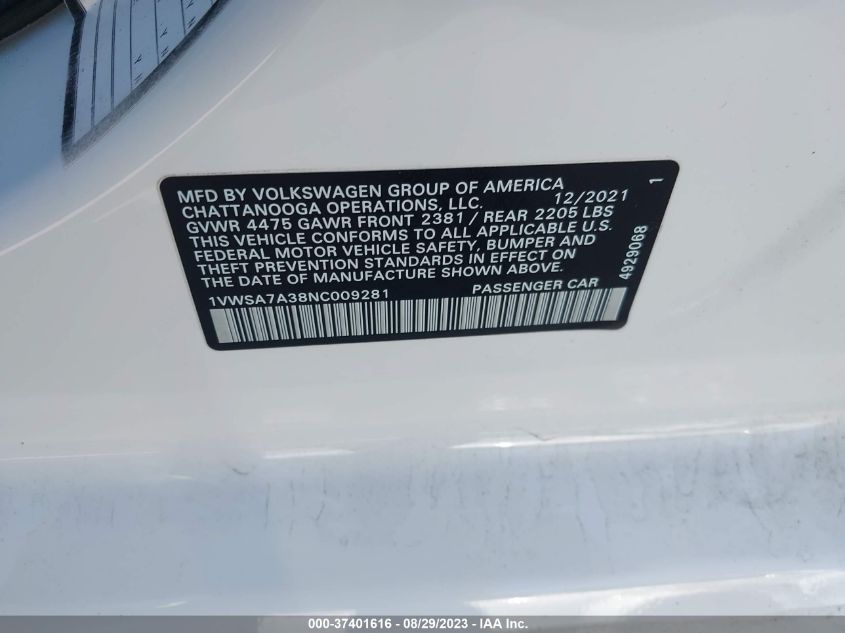 MFD BY VOLKSWAGEN GROUP OF AMERICA 12/2021 1
CHATTANOOGA OPERATIONS, LLC.
GVWR 4475 GAWR FRONT 2381 / REAR 2205 LBS
THIS VEHICLE CONFORMS TO ALL APPLICABLE U.S.
FEDERAL MOTOR VEHICLE SAFETY, BUMPER AND
THEFT PREVENTION STANDARDS IN EFFECT ON
THE DATE OF MANUFACTURE SHOWN ABOVE.
1VWSA7A38NC009281 PASSENGER CAR
4929068
000-37401616 - 08/29/2023 - IAA Inc.